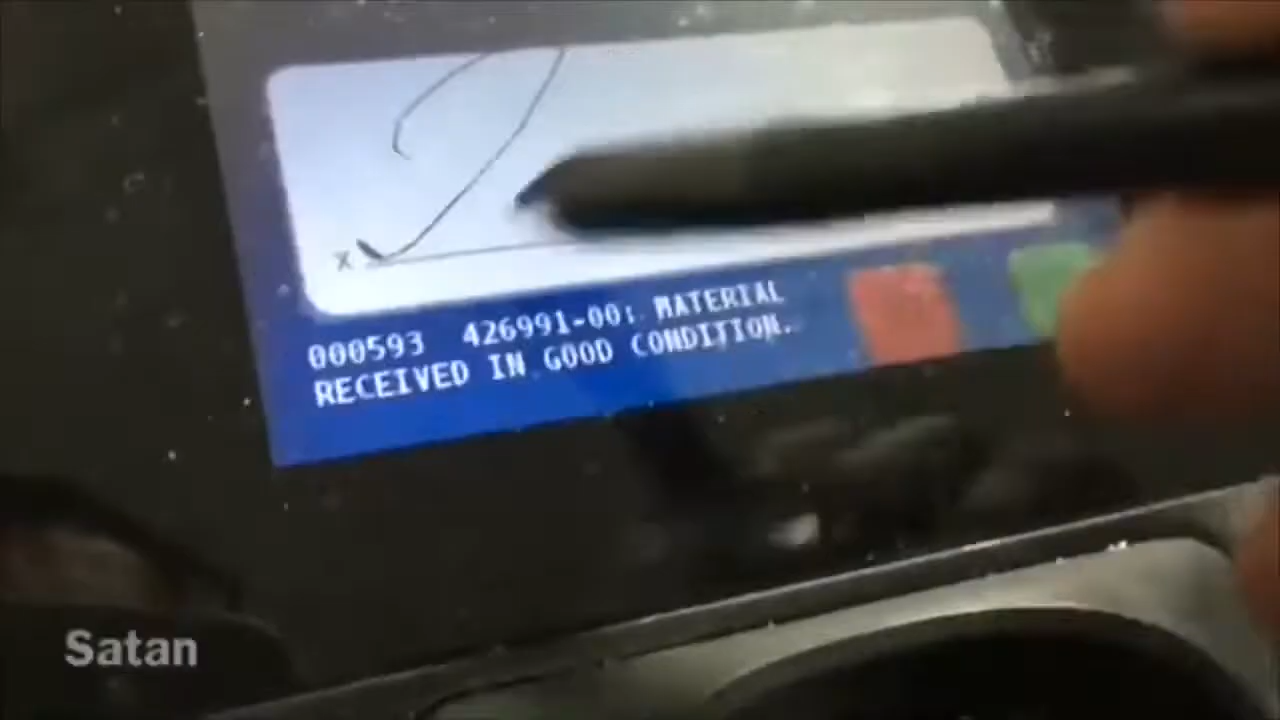 X
000593 426991-00: MATERIAL
RECEIVED IN GOOD CONDITION.
Satan